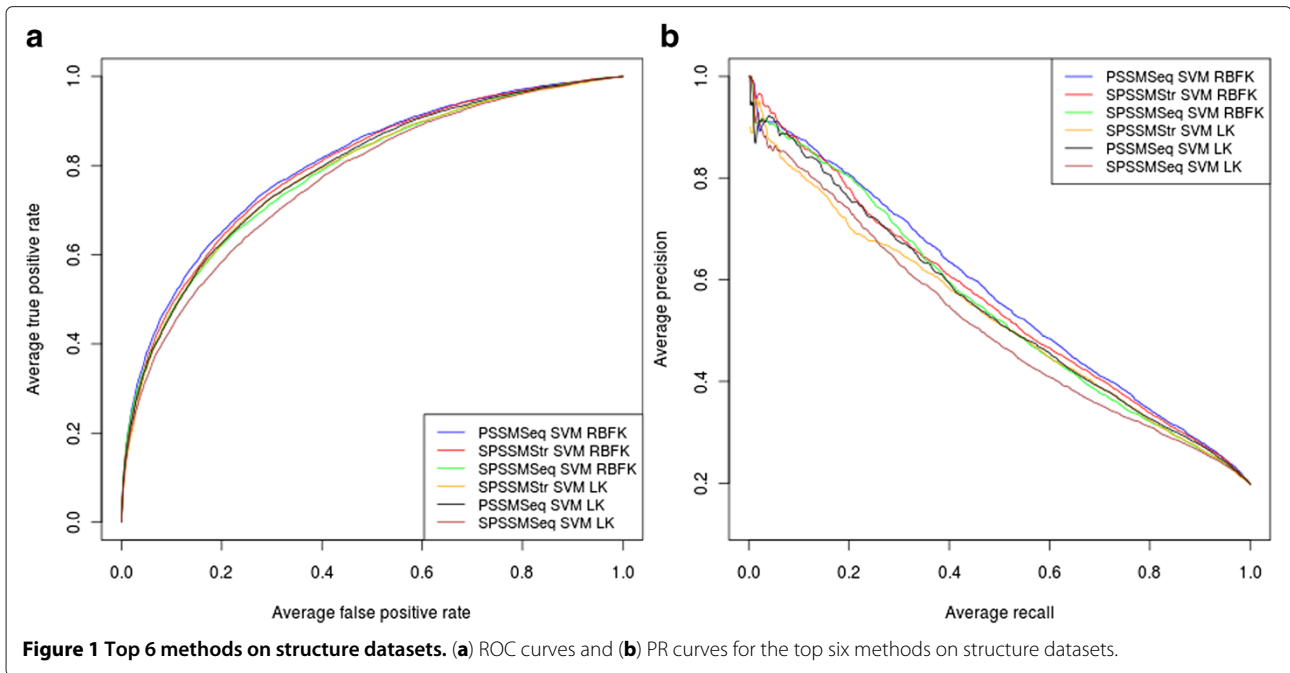 a
1.0
0.8
0.6
0.4
0.2
0.0
Average true positive rate
PSSMSeq SVM RBFK
SPSSMStr SVM RBFK
SPSSMSeq SVM RBFK
SPSSMStr SVM LK
PSSMSeq SVM LK
SPSSMSeq SVM LK
0.0 0.2 0.4 0.6 0.8 1.0
Average false positive rate
b
1.0
0.8
0.6
0.4
0.2
Average precision
PSSMSeq SVM RBFK
SPSSMStr SVM RBFK
SPSSMSeq SVM RBFK
SPSSMStr SVM LK
PSSMSeq SVM LK
SPSSMSeq SVM LK
0.0 0.2 0.4 0.6 0.8 1.0
Average recall
Figure 1 Top 6 methods on structure datasets. (a) ROC curves and (b) PR curves for the top six methods on structure datasets.